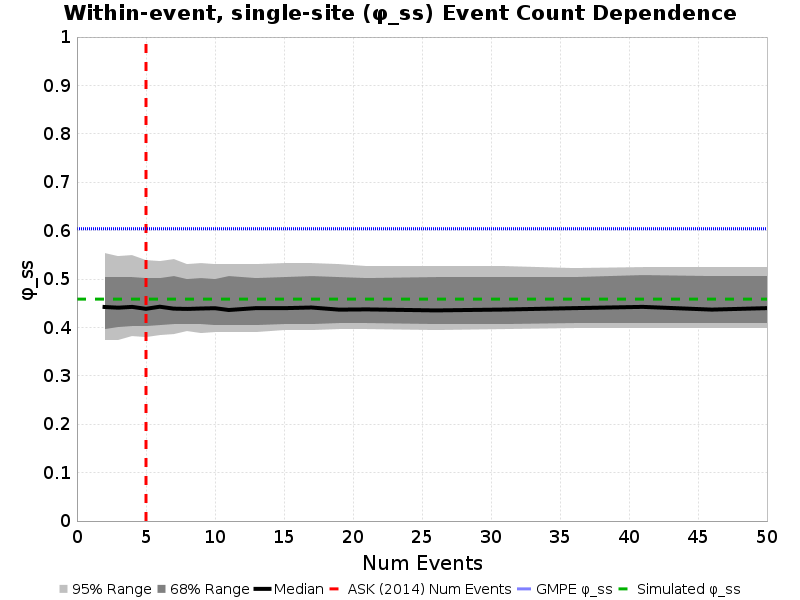 Within-event, single-site (φ_ss) Event Count Dependence
1
0.9
0.8
0.7
0.6
0.5
0.4
0.3
0.2
0.1
0
φ_ss
0 5 10 15 20 25 30 35 40 45 50
Num Events
95% Range 68% Range Median ASK (2014) Num Events GMPE φ_ss Simulated φ_ss